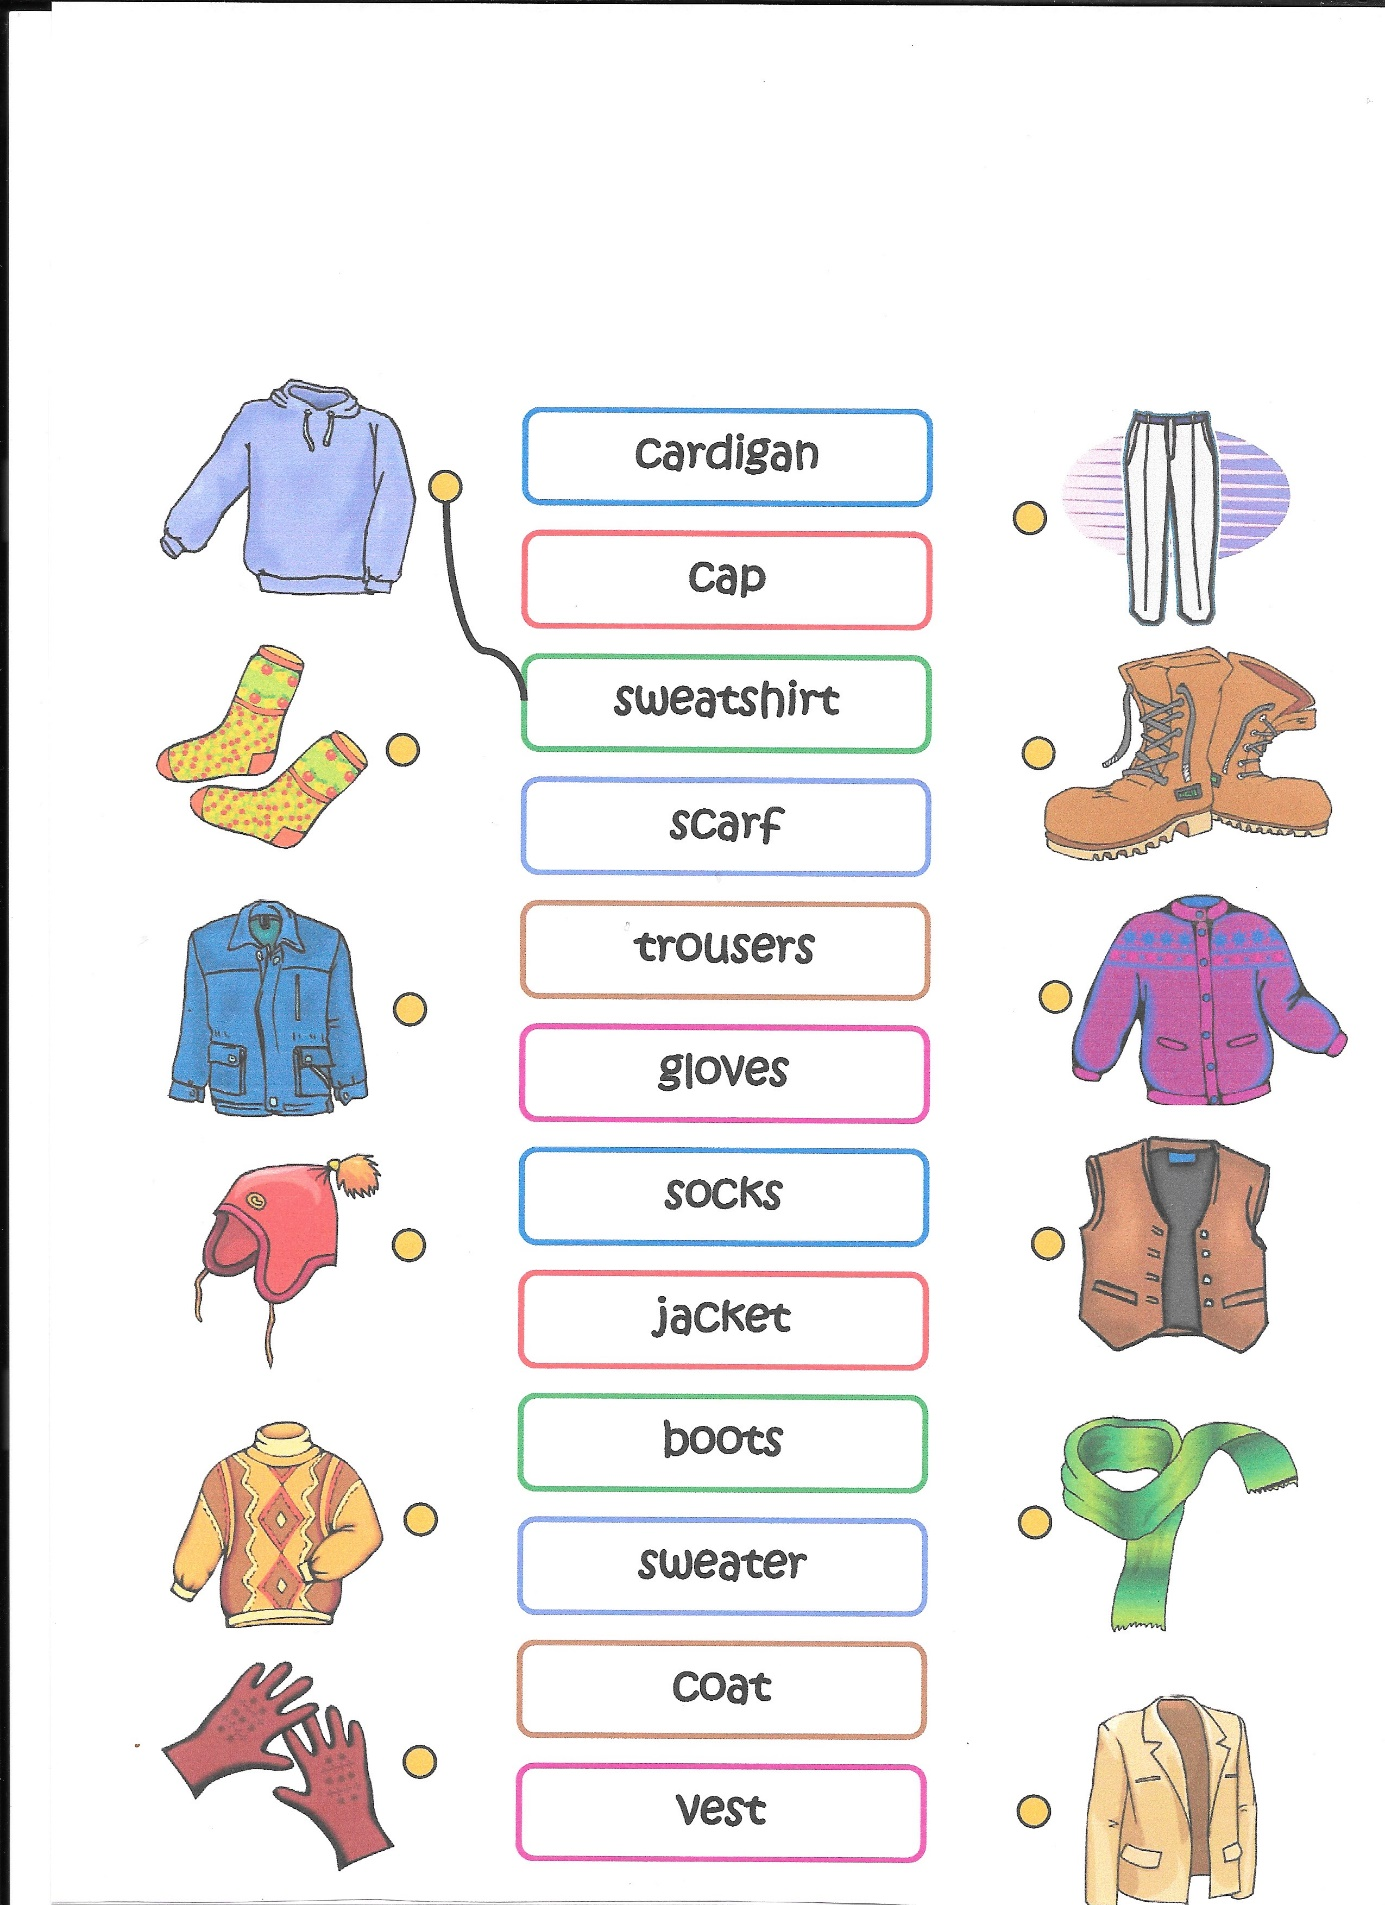 cardigan
cap
sweatshirt
scarf
trousers
gloves
socks
jacket
boots
sweater
coat
vest